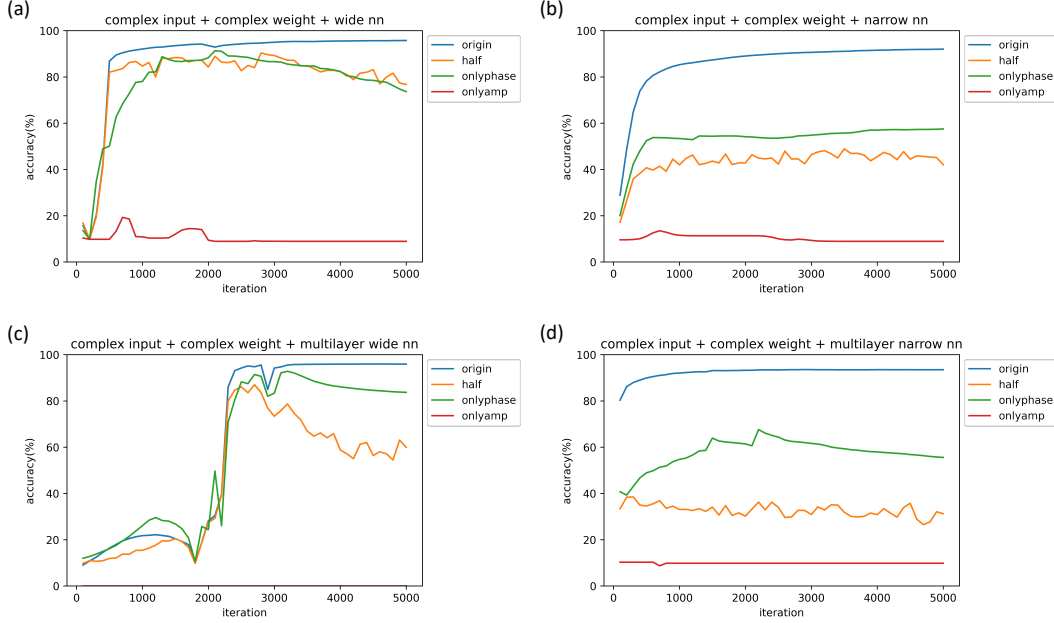 (a)
complex input + complex weight + wide nn
accuracy(%)
100
80
60
40
20
0
0 1000 2000 3000 4000 5000
iteration
origin
half
onlyphase
onlyamp
(b)
complex input + complex weight + narrow nn
accuracy(%)
100
80
60
40
20
0
0 1000 2000 3000 4000 5000
iteration
origin
half
onlyphase
onlyamp
(c)
complex input + complex weight + multilayer wide nn
accuracy(%)
100
80
60
40
20
0
0 1000 2000 3000 4000 5000
iteration
origin
half
onlyphase
onlyamp
(d)
complex input + complex weight + multilayer narrow nn
accuracy(%)
100
80
60
40
20
0
0 1000 2000 3000 4000 5000
iteration
origin
half
onlyphase
onlyamp